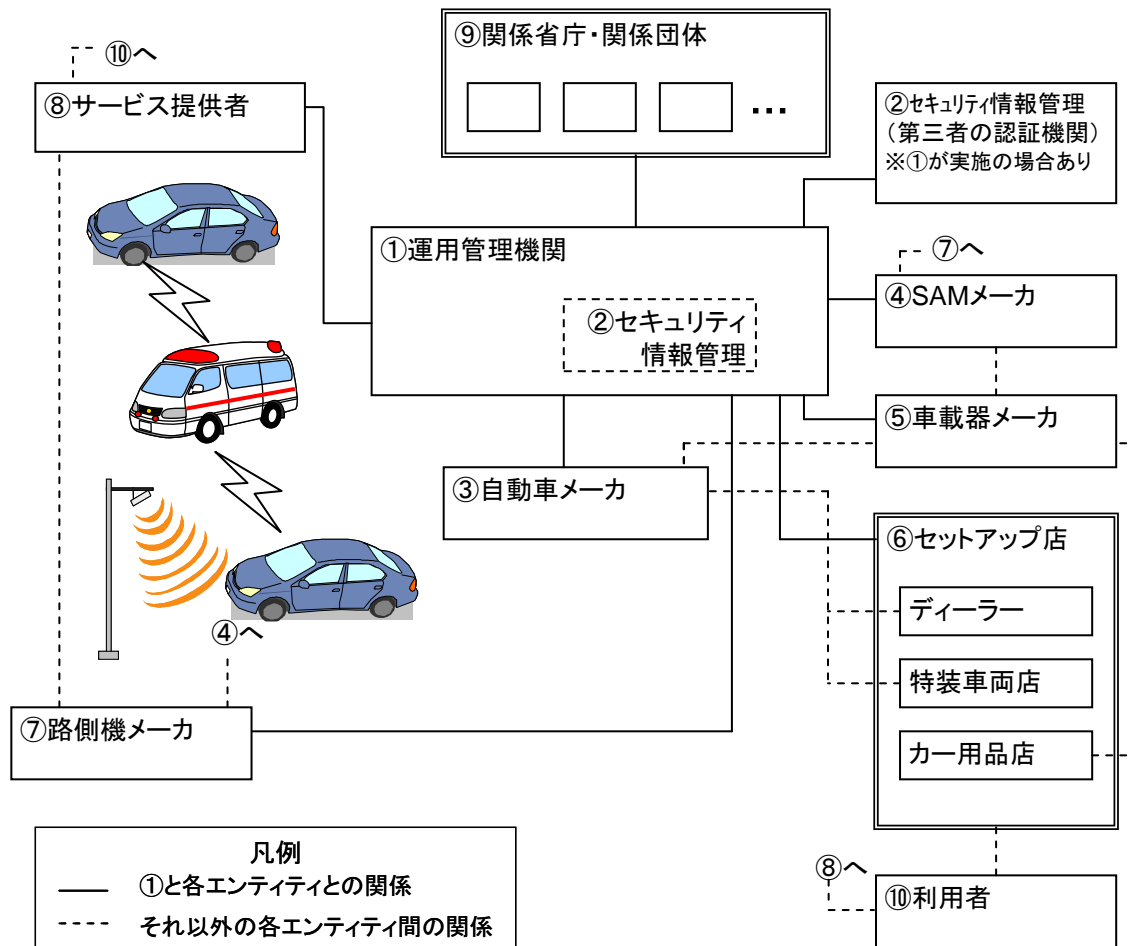 ⑨関係省庁・関係団体
…
⑩へ
⑧サービス提供者
②セキュリティ情報管理
(第三者の認証機関)
※①が実施の場合あり
①運用管理機関
②セキュリティ
情報管理
⑦へ
④SAMメーカ
⑤車載器メーカ
③自動車メーカ
⑥セットアップ店
ディーラー
特装車両店
カー用品店
④へ
⑦路側機メーカ
凡例
①と各エンティティとの関係
それ以外の各エンティティ間の関係
⑧へ
⑩利用者